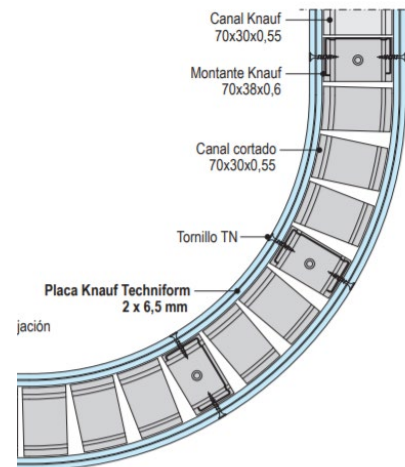 Canal Knauf
70x30x0,55
Montante Knauf
70x38x0,6
Canal cortado
70x30x0,55
Tornillo TN
Placa Knauf Techniform
2 x 6,5 mm
jación